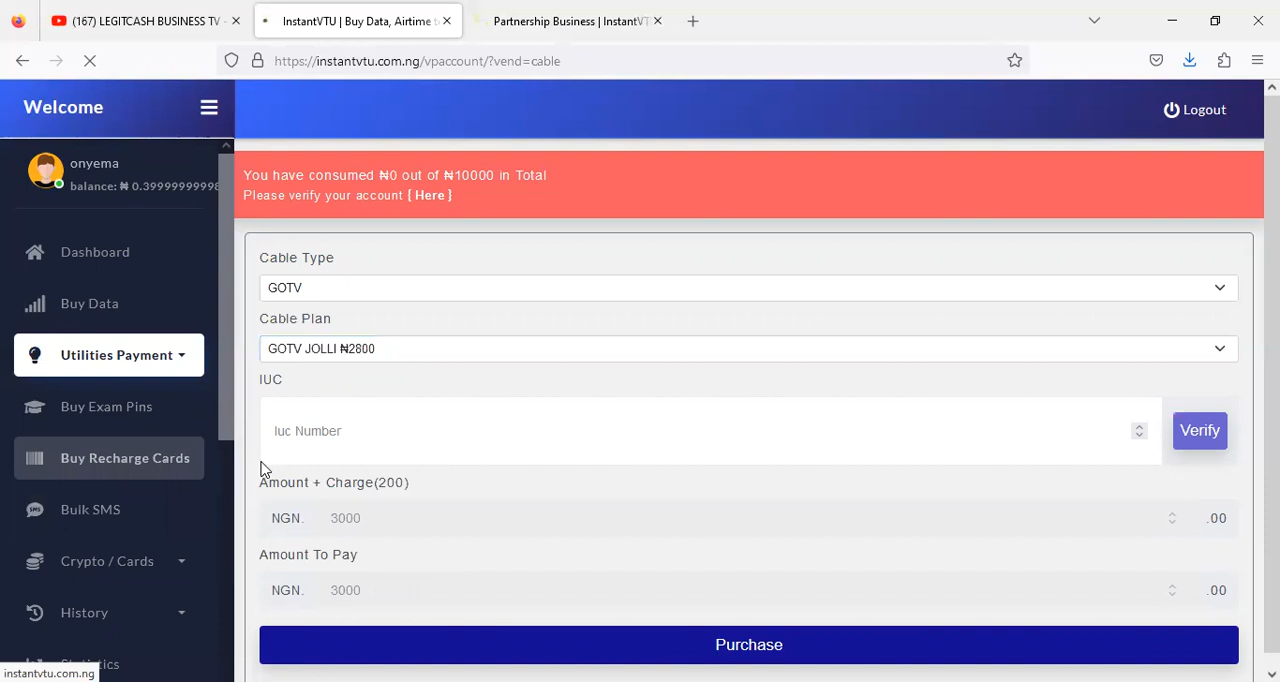 (167) LEGITCASH BUSINESS TV -
InstantVTU | Buy Data, Airtime to
Partnership Business | InstantVT
https://instantvtu.com.ng/vpaccount/?vend=cable
Welcome
Logout
onyema
balance: ₦ 0.39999999998
You have consumed ₦0 out of ₦10000 in Total
Please verify your account [ Here ]
Dashboard
Buy Data
Utilities Payment
Buy Exam Pins
Buy Recharge Cards
Bulk SMS
SMS
Crypto / Cards
History
Statistics
Cable Type
GOTV
Cable Plan
GOTV JOLLI ₦2800
IUC
Iuc Number
Verify
Amount + Charge(200)
NGN. 3000 .00
Amount To Pay
NGN. 3000 .00
Purchase
instantvtu.com.ng